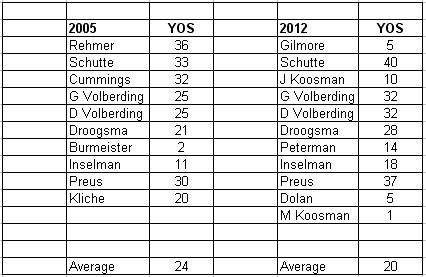 2005 YOS 2012 YOS
Rehmer 36 Gilmore 5
Schutte 33 Schutte 40
Cummings 32 J Koosman 10
G Volberding 25 G Volberding 32
D Volberding 25 D Volberding 32
Droogsma 21 Droogsma 28
Burmeister 2 Peterman 14
Inselman 11 Inselman 18
Preus 30 Preus 37
Kliche 20 Dolan 5
M Koosman 1
Average 24 Average 20